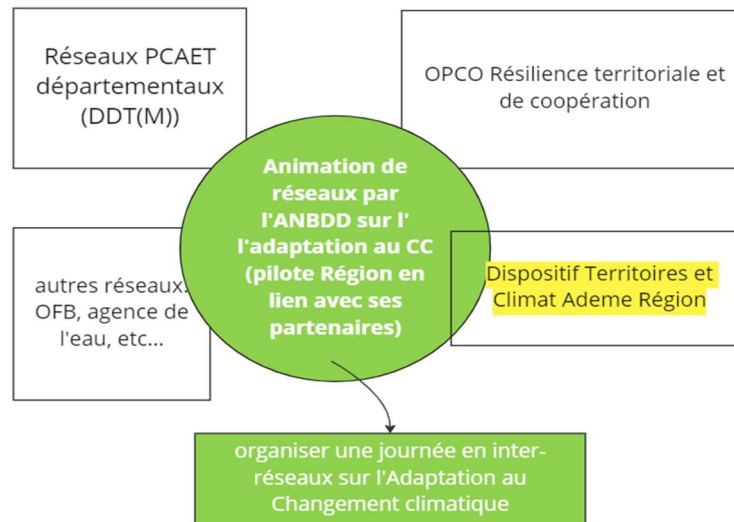 Réseaux PCAET
départementaux
(DDT(M))
OPCO Résilience territoriale et
de coopération
Animation de
réseaux par
l'ANBDD sur l'
l'adaptation au CC
(pilote Région en
lien avec ses
partenaires)
autres réseaux:
OFB, agence de
l'eau, etc...
Dispositif Territoires et
Climat Ademe Région
organiser une journée en inter-
réseaux sur l'Adaptation au
Changement climatique